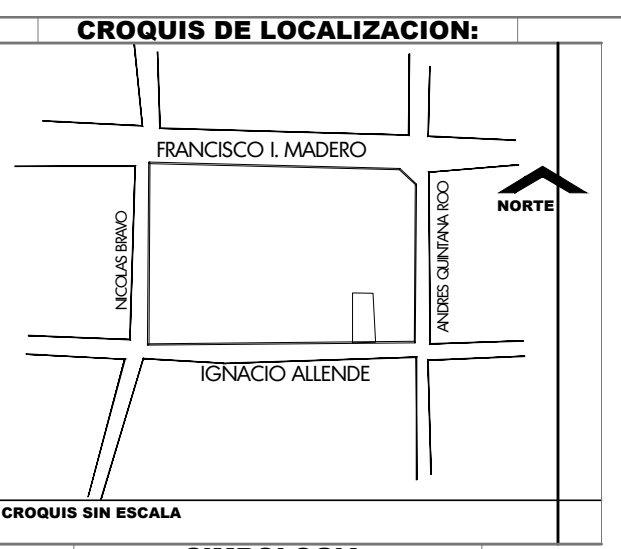 CROQUIS DE LOCALIZACION:
FRANCISCO I. MADERO
NICOLAS BRAVO
ANDRES QUINTANA ROO
NORTE
IGNACIO ALLENDE
CROQUIS SIN ESCALA